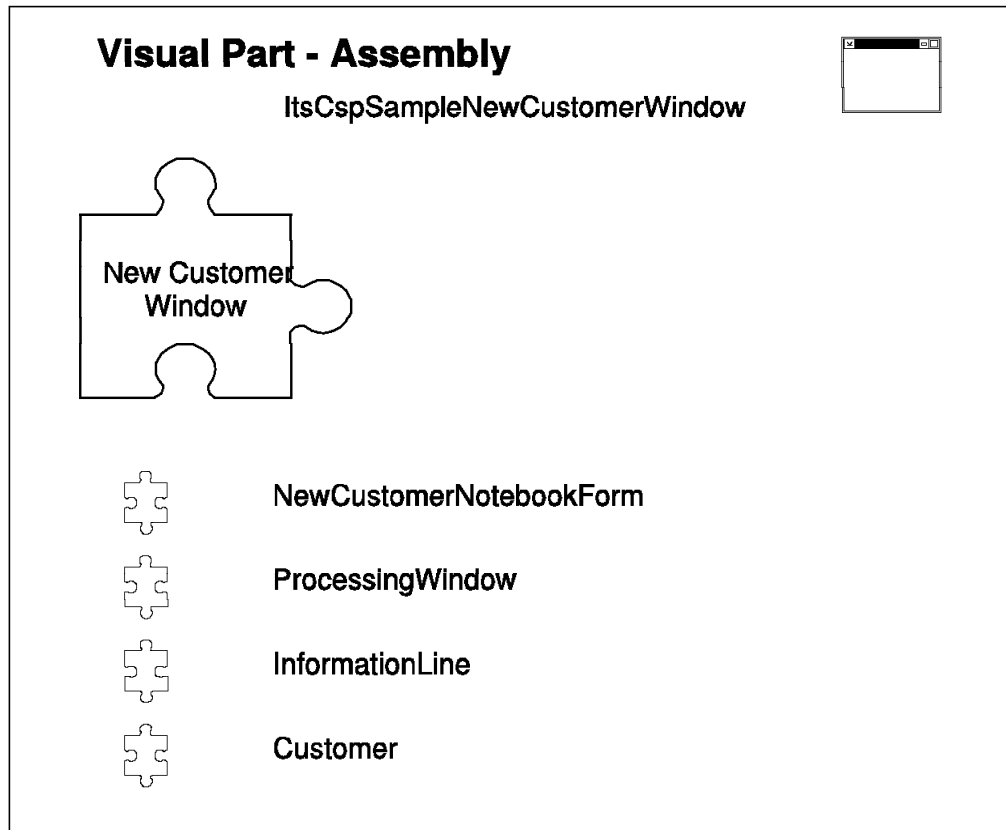 Visual Part - Assembly
ItsCspSampleNewCustomerWindow
New Customer
Window
NewCustomerNotebookForm
ProcessingWindow
InformationLine
Customer